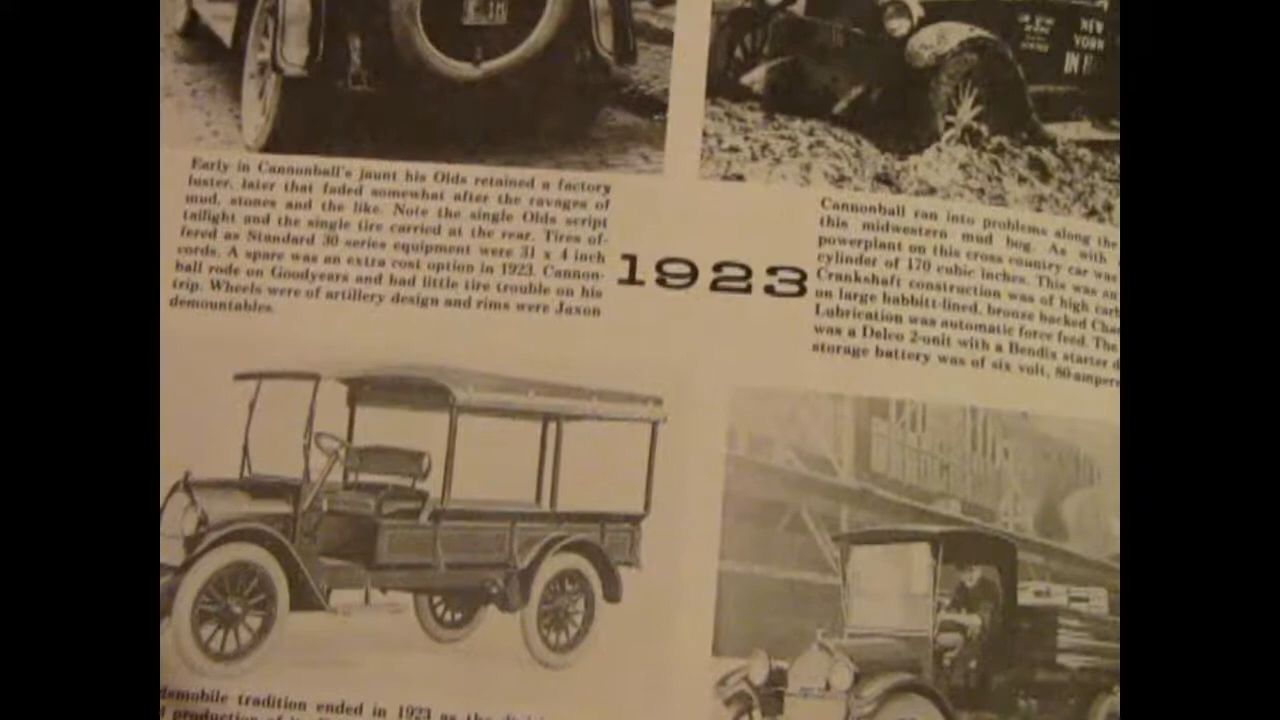 NEW
YORK
IN
Early in Cannonball's jaunt his Olds retained a factory
luster, later that faded somewhat after the ravages of
mud, stones and the like. Note the single Olds script
tailight and the single tire carried at the rear. Tires of-
fered as Standard 30 series equipment were 31 x 4 inch
cords. A spare was an extra cost option in 1923. Cannon-
ball rode on Goodyears and had little tire trouble on his
trip. Wheels were of artillery design and rims were Jaxon
demountables.
1923
Cannonball ran into problems along the
this midwestern mud bog. As with
powerplant on this cross country car was
cylinder of 170 cubic inches. This was an
Crankshaft construction was of high carb
on large babbitt-lined, bronze backed Cha
Lubrication was automatic force feed. The
was a Delco 2-unit with a Bendix starter d
storage battery was of six volt, 80-ampere
dsmobile tradition ended in 1923 as the
production of